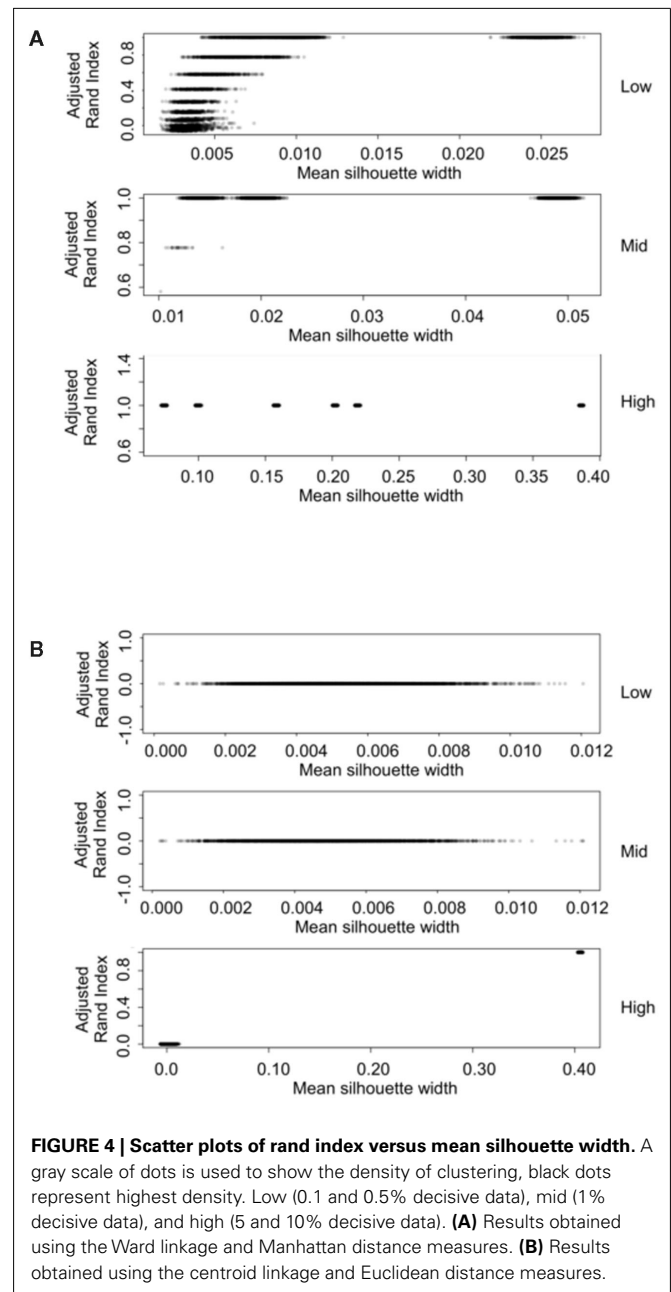 A
Adjusted
Rand Index
0.0 0.4 0.8
Low
0.005 0.010 0.015 0.020 0.025
Mean silhouette width
Adjusted
Rand Index
0.6 0.8 1.0
Mid
0.01 0.02 0.03 0.04 0.05
Mean silhouette width
Adjusted
Rand Index
0.6 1.0 1.4
High
0.10 0.15 0.20 0.25 0.30 0.35 0.40
Mean silhouette width
B
Adjusted
Rand Index
-1.0 0.0 1.0
Low
0.000 0.002 0.004 0.006 0.008 0.010 0.012
Mean silhouette width
Adjusted
Rand Index
-1.0 0.0 1.0
Mid
0.000 0.002 0.004 0.006 0.008 0.010 0.012
Mean silhouette width
Adjusted
Rand Index
0.0 0.4 0.8
High
0.0 0.10 0.20 0.30 0.40
Mean silhouette width
FIGURE 4 | Scatter plots of rand index versus mean silhouette width. A
gray scale of dots is used to show the density of clustering, black dots
represent highest density. Low (0.1 and 0.5% decisive data), mid (1%
decisive data), and high (5 and 10% decisive data). (A) Results obtained
using the Ward linkage and Manhattan distance measures. (B) Results
obtained using the centroid linkage and Euclidean distance measures.